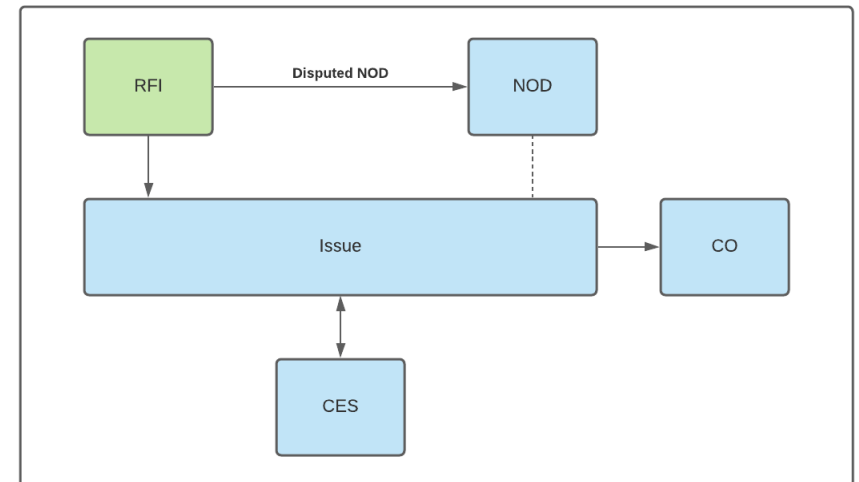 RFI
Disputed NOD
NOD
Issue
CO
CES